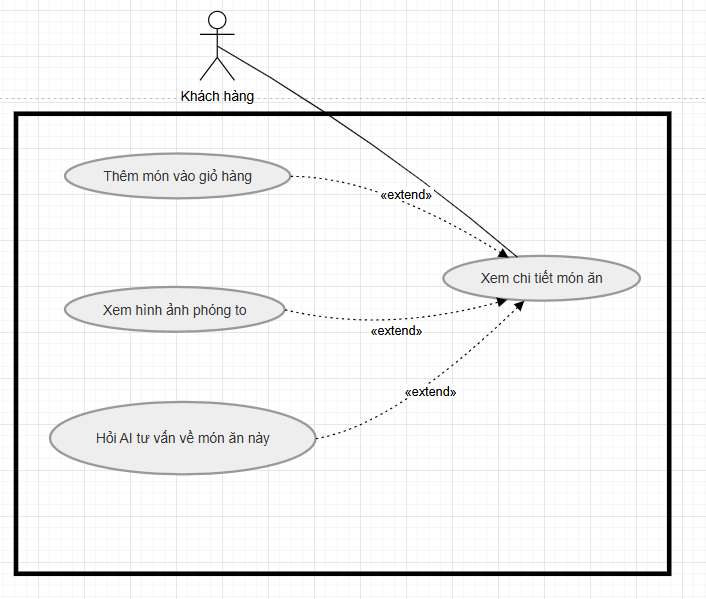 Khách hàng
Thêm món vào giỏ hàng
«extend»
Xem chi tiết món ăn
Xem hình ảnh phóng to
«extend»
«extend»
Hỏi AI tư vấn về món ăn này